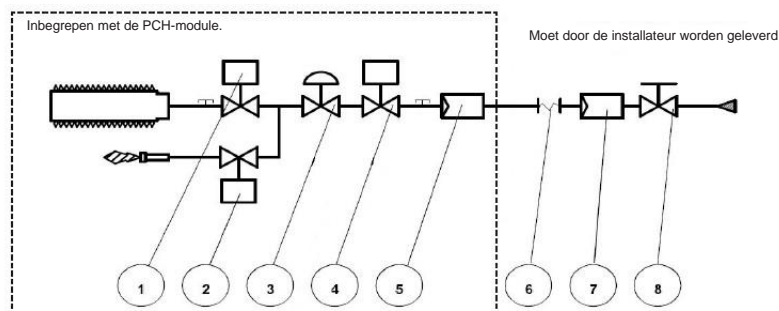 Inbegrepen met de PCH-module.
Moet door de installateur worden geleverd
1 2 3 4 5 6 7 8